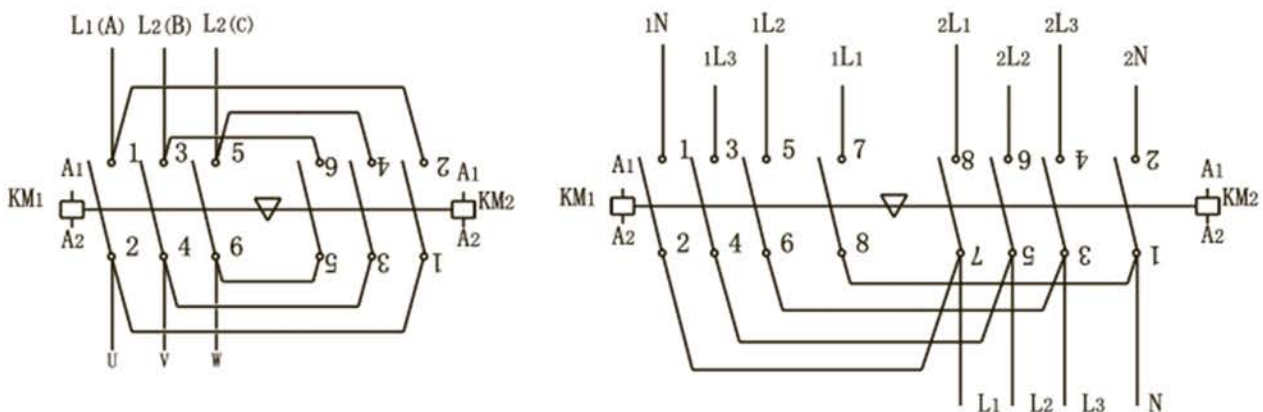 L1(A) L2(B) L2(C)
1 3 5 6 4 2
A1 A1
KM1 KM2
A2 A2
2 4 6 5 3 1
U V W
1N 1L2 2L1 2L3
1L3 1L1 2L2 2N
1 3 5 7 8 6 4 2
A1 A1
KM1 KM2
A2 A2
2 4 6 8 7 5 3 1
L1 L2 L3 N